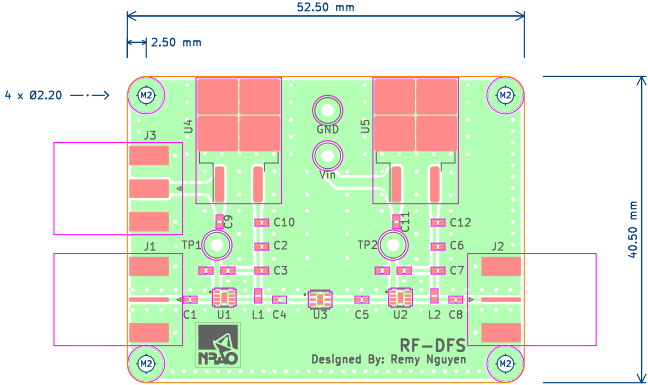 52.50 mm
2.50 mm
4 x Ø2.20
M2
M2
J3
U4
GND
U5
Vin
40.50 mm
C9
C10
C11
C12
J1
TP1
C2
TP2
C6
J2
C3
C7
C1
U1
L1
C4
U3
C5
U2
L2
C8
NRAO
RF-DFS
Designed By: Remy Nguyen
M2
M2